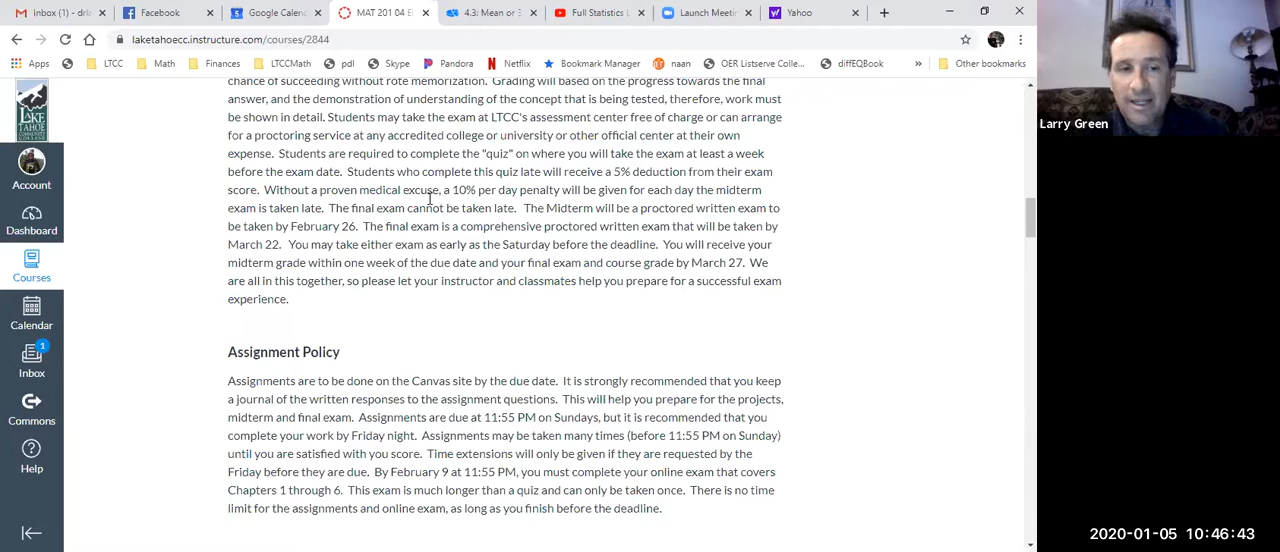 Inbox (1) - drl
Facebook
Google Calen
MAT 201 04 El
4.3: Mean or E
Full Statistics L
Launch Meetin
Yahoo
laketahoecc.instructure.com/courses/2844
Apps
LTCC
Math
Finances
LTCCMath
pdl
Skype
Pandora
Netflix
Bookmark Manager
naan
OER Listserve Colle...
diffEQBook
»
Other bookmarks
LAKE TAHOE COMMUNITY COLLEGE
Account
Dashboard
Courses
Calendar
1
Inbox
Commons
Help
chance of succeeding without rote memorization. Grading will based on the progress towards the final
answer, and the demonstration of understanding of the concept that is being tested, therefore, work must
be shown in detail. Students may take the exam at LTCC's assessment center free of charge or can arrange
for a proctoring service at any accredited college or university or other official center at their own
expense. Students are required to complete the "quiz" on where you will take the exam at least a week
before the exam date. Students who complete this quiz late will receive a 5% deduction from their exam
score. Without a proven medical excuse, a 10% per day penalty will be given for each day the midterm
exam is taken late. The final exam cannot be taken late. The Midterm will be a proctored written exam to
be taken by February 26. The final exam is a comprehensive proctored written exam that will be taken by
March 22. You may take either exam as early as the Saturday before the deadline. You will receive your
midterm grade within one week of the due date and your final exam and course grade by March 27. We
are all in this together, so please let your instructor and classmates help you prepare for a successful exam
experience.
Assignment Policy
Assignments are to be done on the Canvas site by the due date. It is strongly recommended that you keep
a journal of the written responses to the assignment questions. This will help you prepare for the projects,
midterm and final exam. Assignments are due at 11:55 PM on Sundays, but it is recommended that you
complete your work by Friday night. Assignments may be taken many times (before 11:55 PM on Sunday)
until you are satisfied with you score. Time extensions will only be given if they are requested by the
Friday before they are due. By February 9 at 11:55 PM, you must complete your online exam that covers
Chapters 1 through 6. This exam is much longer than a quiz and can only be taken once. There is no time
limit for the assignments and online exam, as long as you finish before the deadline.
Larry Green
2020-01-05 10:46:43